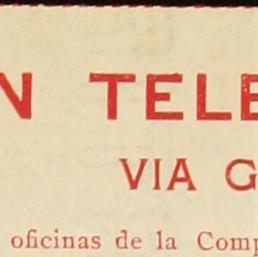 N TELE
VIA G
oficinas de la Comp